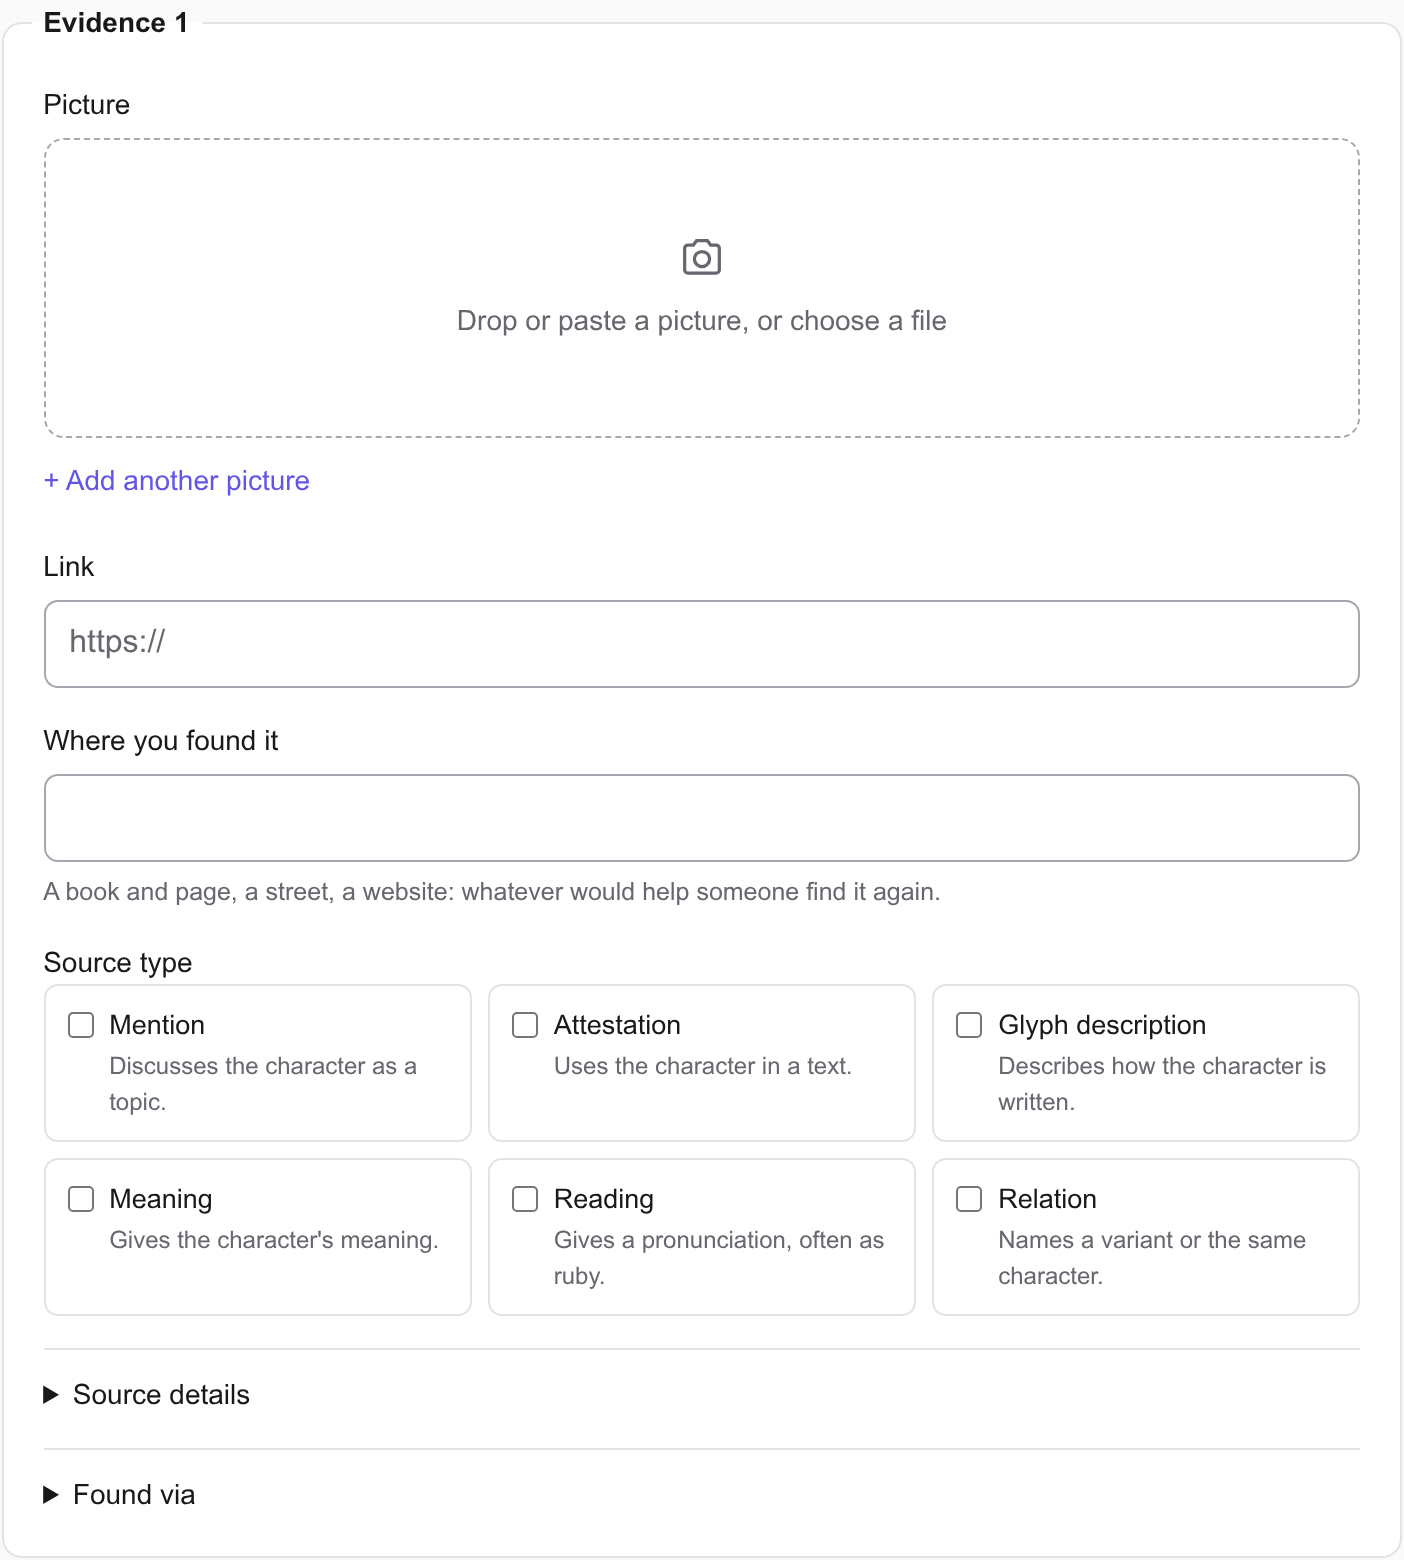 Evidence 1
Picture
Drop or paste a picture, or choose a file
+ Add another picture
Link
https://
Where you found it
A book and page, a street, a website: whatever would help someone find it again.
Source type
Mention
Discusses the character as a
topic.
Attestation
Uses the character in a text.
Glyph description
Describes how the character is
written.
Meaning
Gives the character's meaning.
Reading
Gives a pronunciation, often as
ruby.
Relation
Names a variant or the same
character.
Source details
Found via